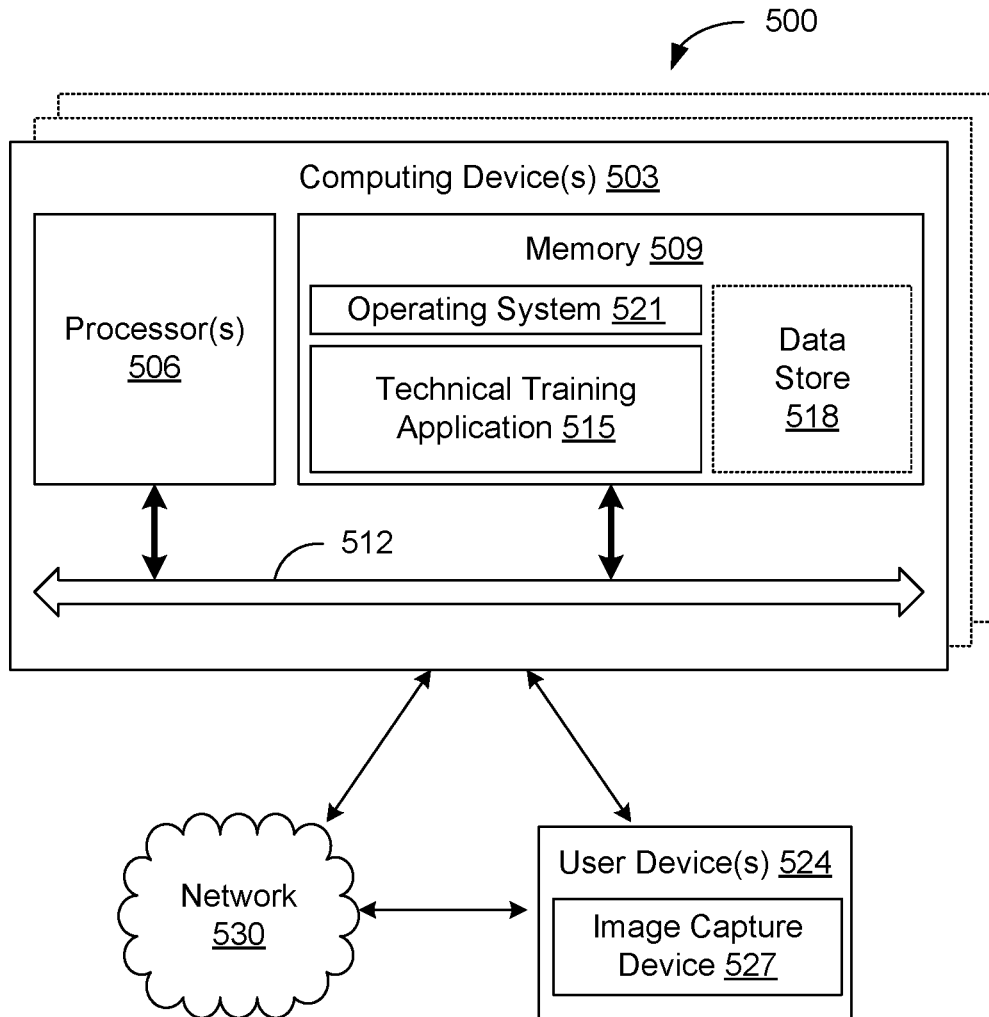 500
Computing Device(s) 503
Processor(s)
506
Memory 509
Operating System 521
Technical Training
Application 515
Data
Store
518
512
Network
530
User Device(s) 524
Image Capture
Device 527